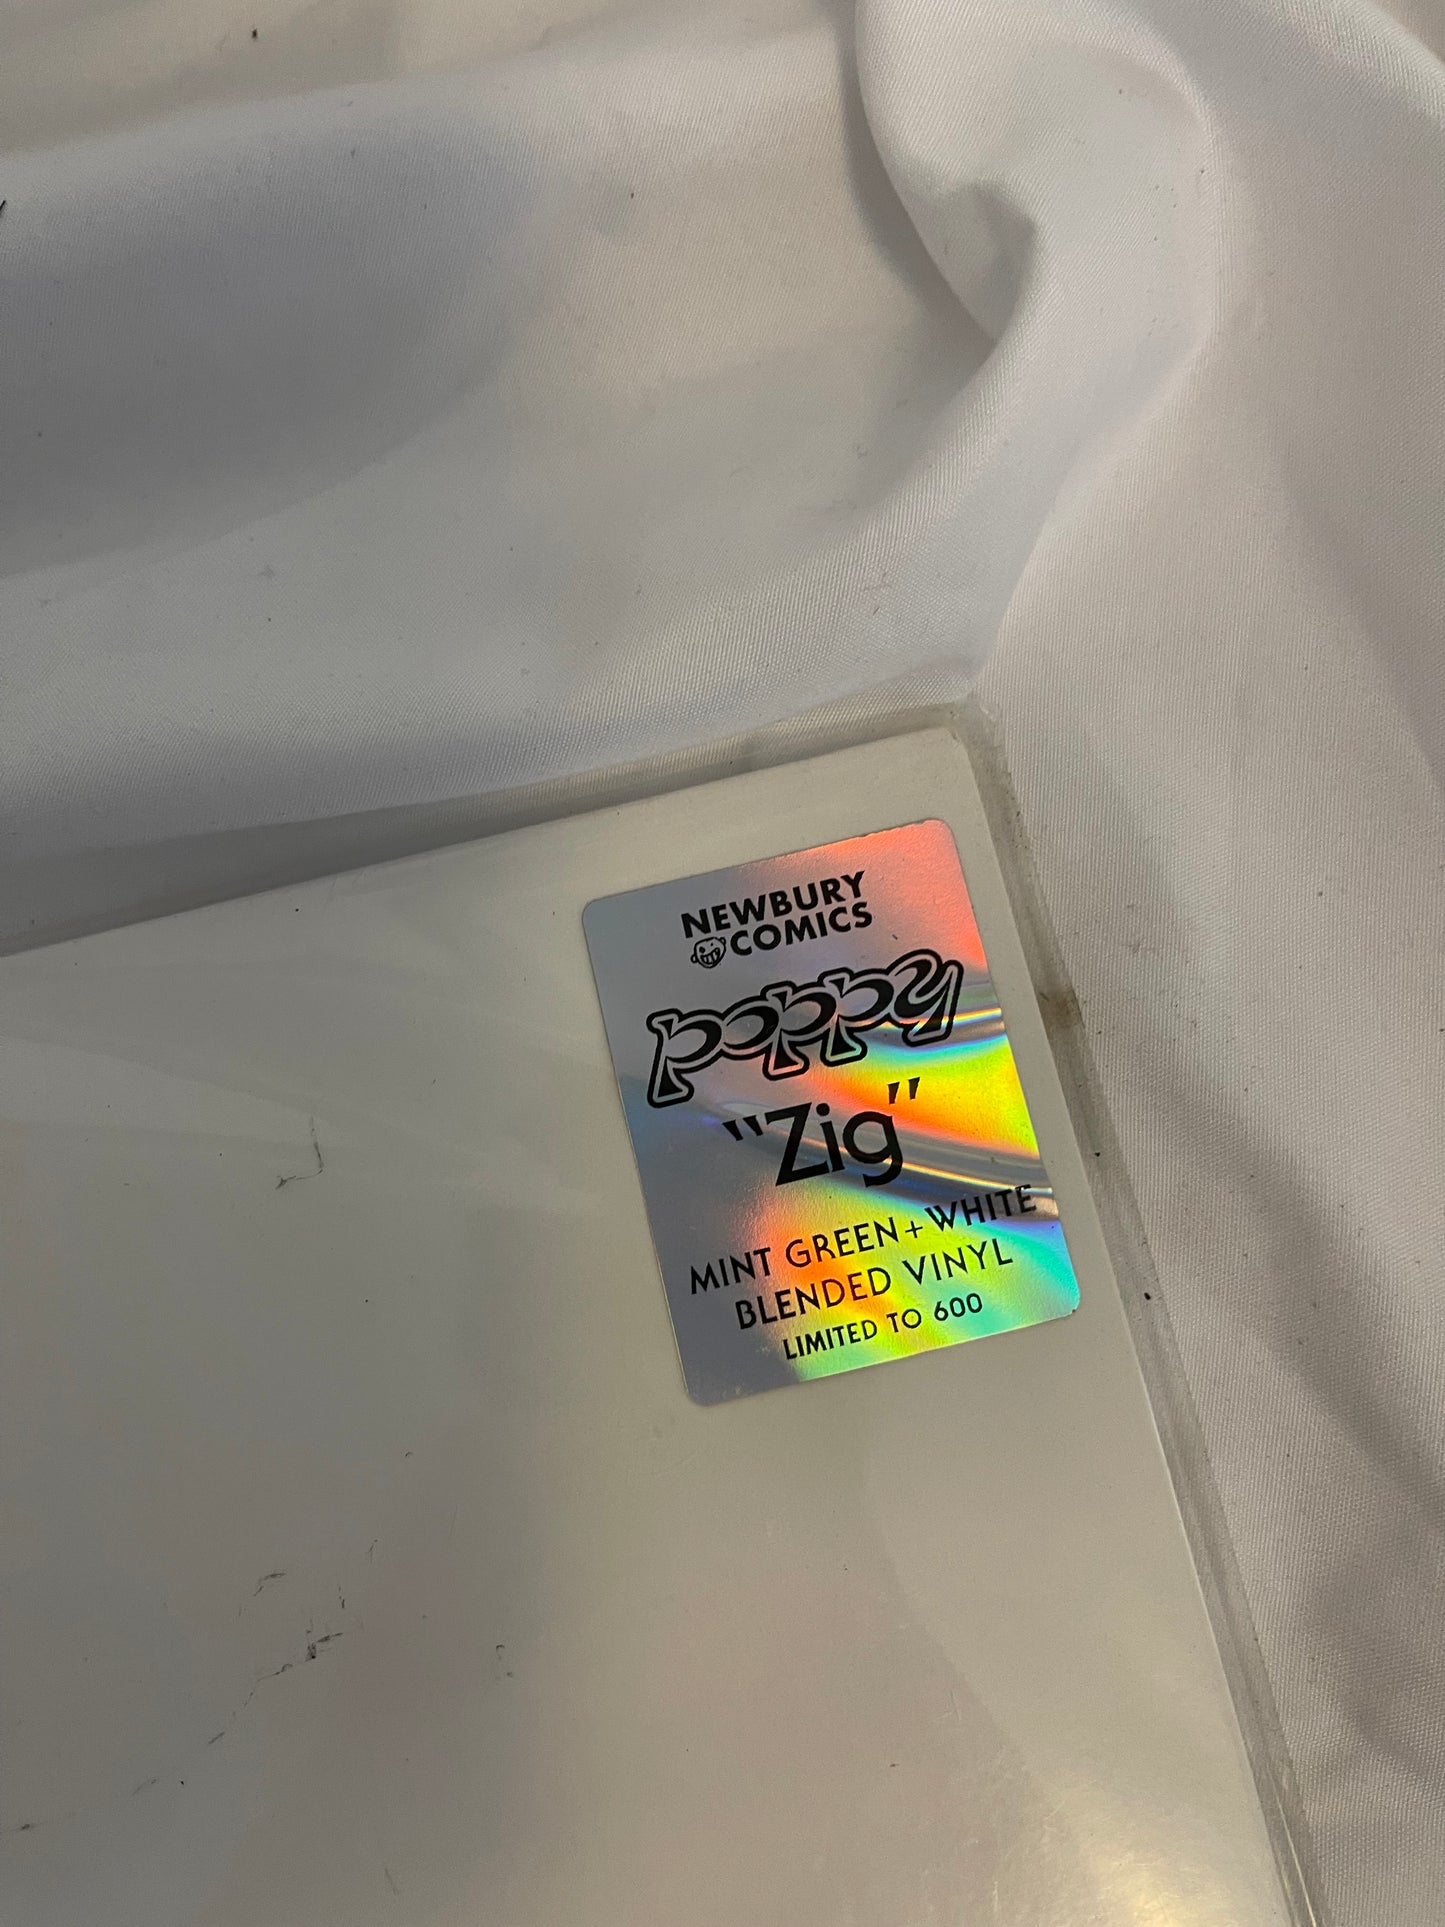 NEWBURY
COMICS
poppy
"Zig"
MINT GREEN+WHITE
BLENDED VINYL
LIMITED TO 600